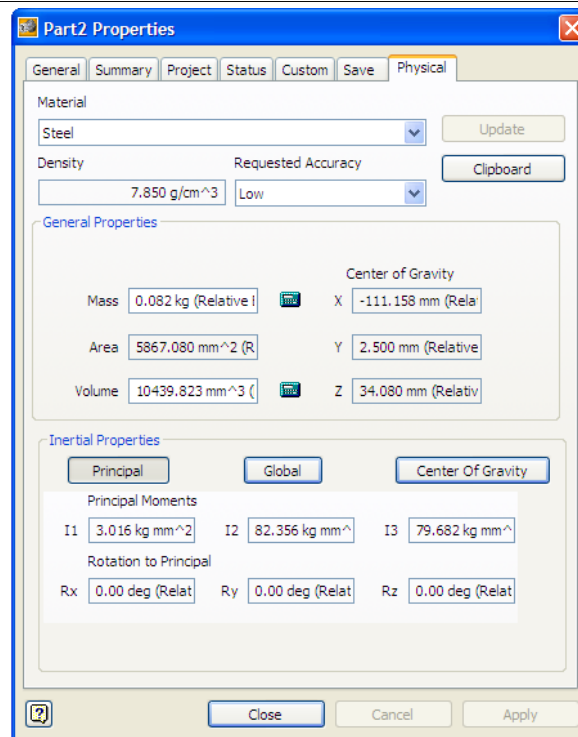 Part2 Properties
General Summary Project Status Custom Save Physical
Material
Steel Update
Density Requested Accuracy Clipboard
7.850 g/cm^3 Low
General Properties
Center of Gravity
Mass 0.082 kg (Relative X -111.158 mm (Rela
Area 5867.080 mm^2 (R Y 2.500 mm (Relative
Volume 10439.823 mm^3 ( Z 34.080 mm (Relativ
Inertial Properties
Principal Global Center Of Gravity
Principal Moments
I1 3.016 kg mm^2 I2 82.356 kg mm^ I3 79.682 kg mm^
Rotation to Principal
Rx 0.00 deg (Relat Ry 0.00 deg (Relat Rz 0.00 deg (Relat
? Close Cancel Apply